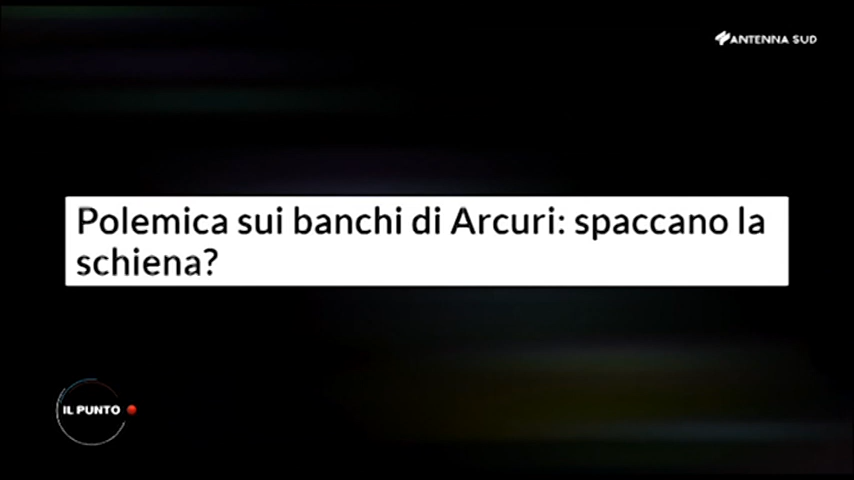 ANTENNA SUD
Polemica sui banchi di Arcuri: spaccano la
schiena?
IL PUNTO